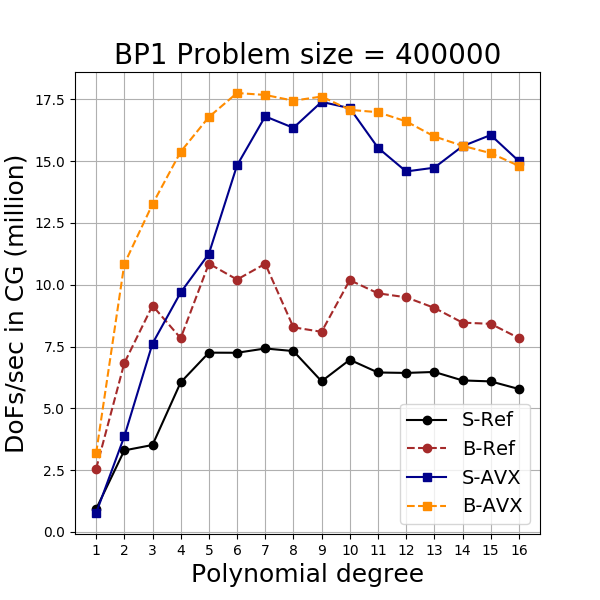 BP1 Problem size = 400000
DoFs/sec in CG (million)
17.5
15.0
12.5
10.0
7.5
5.0
2.5
0.0
S-Ref
B-Ref
S-AVX
B-AVX
1 2 3 4 5 6 7 8 9 10 11 12 13 14 15 16
Polynomial degree